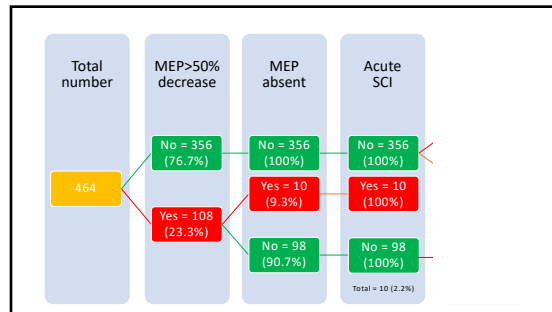 Total
number
MEP>50%
decrease
MEP
absent
Acute
SCI
464
No = 356
(76.7%)
No = 356
(100%)
No = 356
(100%)
Yes = 108
(23.3%)
Yes = 10
(9.3%)
Yes = 10
(100%)
No = 98
(90.7%)
No = 98
(100%)
Total = 10 (2.2%)